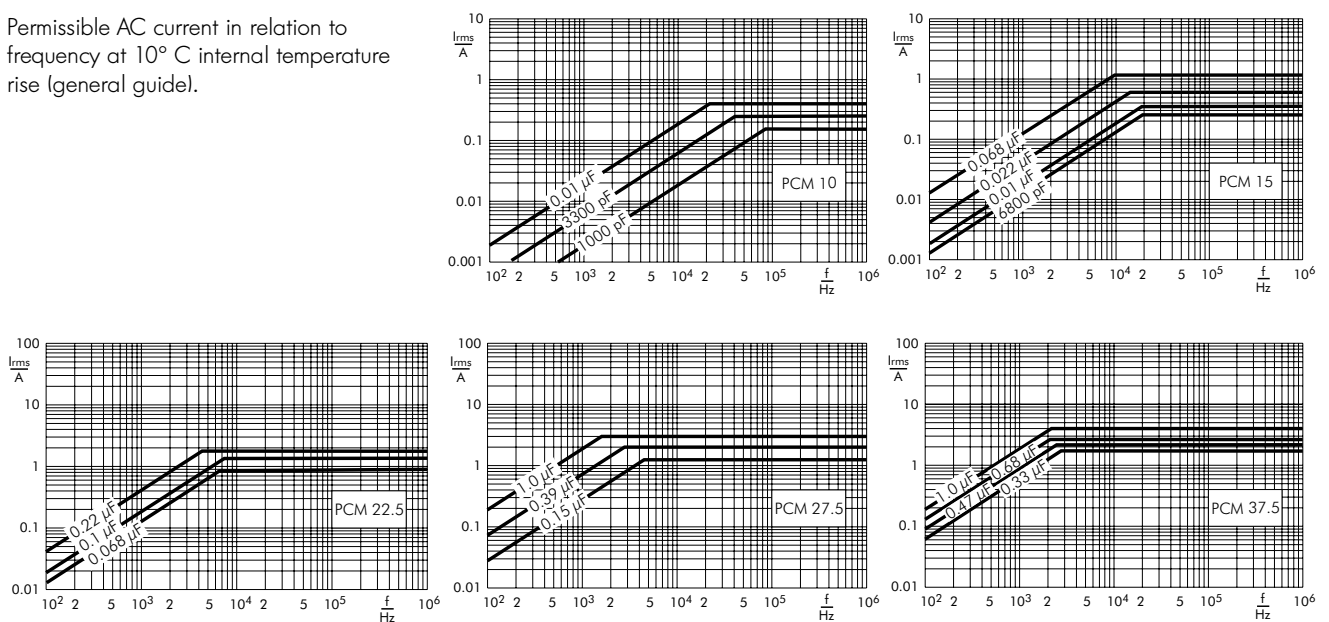 Permissible AC current in relation to
frequency at 10° C internal temperature
rise (general guide).
Irms
A
10
1
0.1
0.01
0.001
0.01 µF
3300 pF
1000 pF
PCM 10
10² 2 5 10³ 2 5 10⁴ 2 5 10⁵ f/Hz 10⁶
Irms
A
10
1
0.1
0.01
0.001
0.068 µF
0.022 µF
0.01 µF
6800 pF
PCM 15
10² 2 5 10³ 2 5 10⁴ 2 5 10⁵ f/Hz 10⁶
100
Irms
A
10
1
0.1
0.01
0.22 µF
0.1 µF
0.068 µF
PCM 22.5
10² 2 5 10³ 2 5 10⁴ 2 5 10⁵ f/Hz 10⁶
100
Irms
A
10
1
0.1
0.01
1.0 µF
0.39 µF
0.15 µF
PCM 27.5
10² 2 5 10³ 2 5 10⁴ 2 5 10⁵ f/Hz 10⁶
100
Irms
A
10
1
0.1
0.01
1.0 µF
0.68 µF
0.47 µF
0.33 µF
PCM 37.5
10² 2 5 10³ 2 5 10⁴ 2 5 10⁵ f/Hz 10⁶